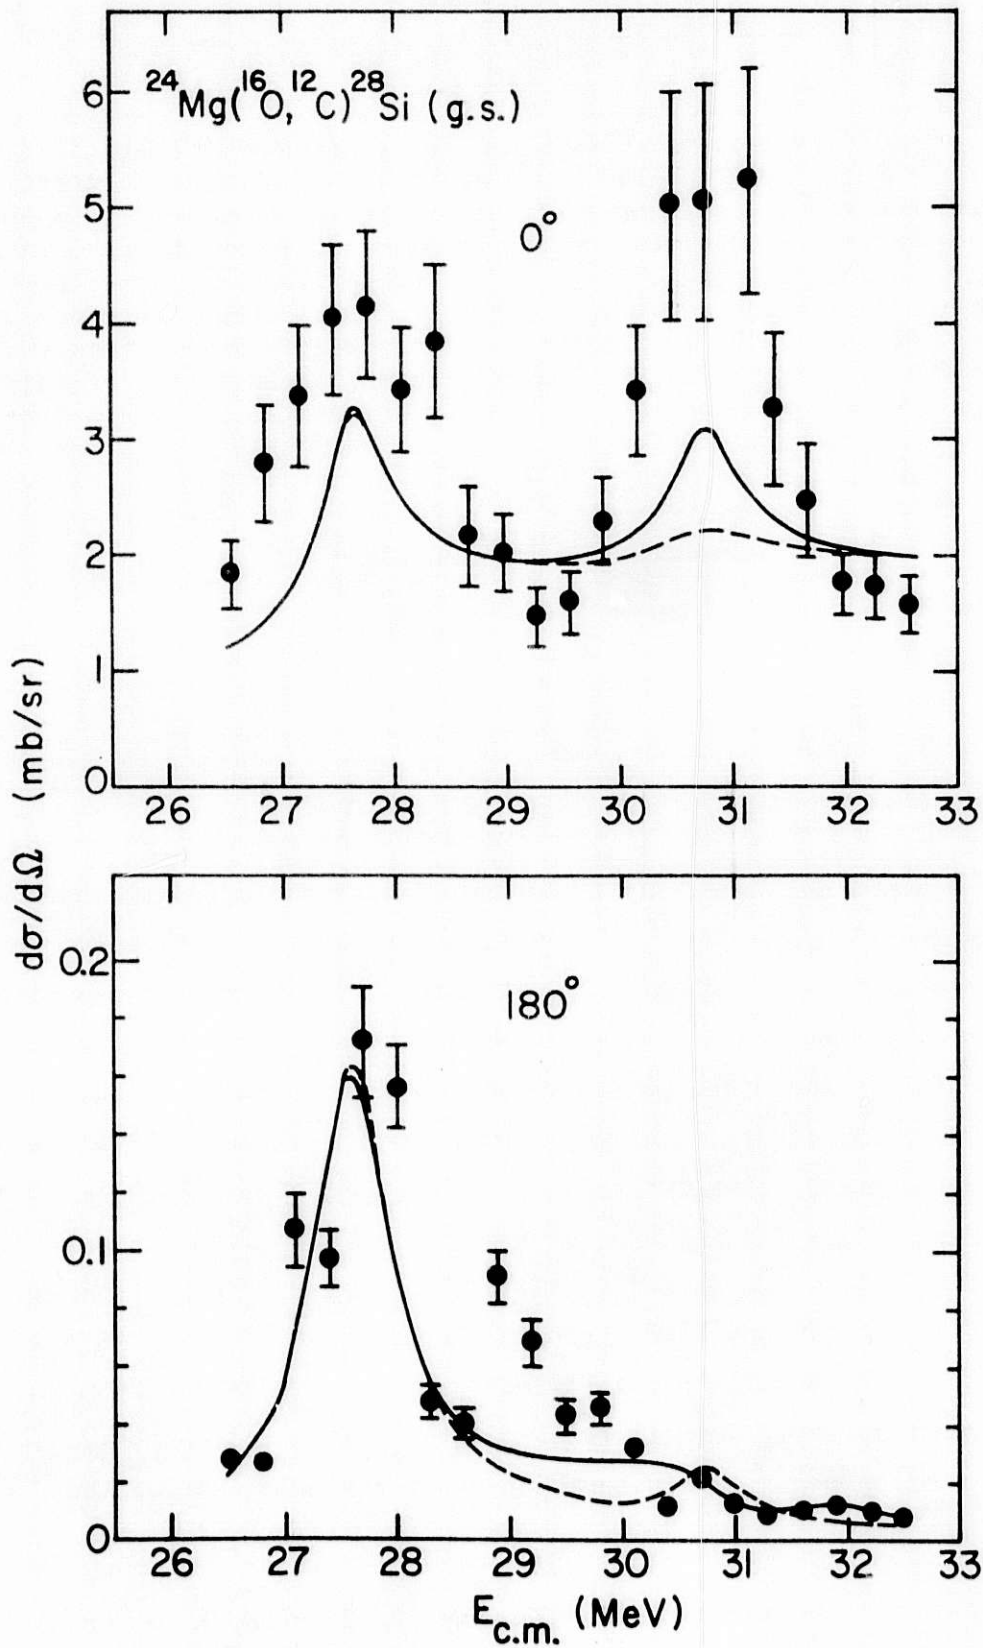 ²⁴Mg(¹⁶O,¹²C)²⁸Si (g.s.)
0°
6
5
4
3
2
1
0
26 27 28 29 30 31 32 33
dσ/dΩ (mb/sr)
180°
0.2
0.1
0
26 27 28 29 30 31 32 33
E_c.m. (MeV)